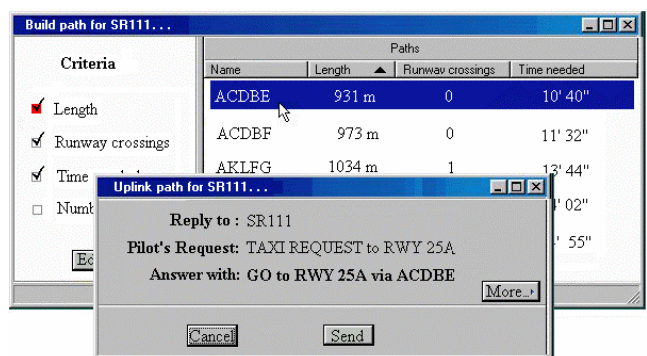 Build path for SR111...
Criteria
Paths
Name Length Runway crossings Time needed
ACDBE 931 m 0 10' 40"
Length
ACDBF 973 m 0 11' 32"
Runway crossings
AKLFG 1034 m 1 13' 44"
Time
Uplink path for SR111...
02"
Reply to : SR111
Pilot's Request: TAXI REQUEST to RWY 25A
55"
Answer with: GO to RWY 25A via ACDBE
More...
Cancel Send